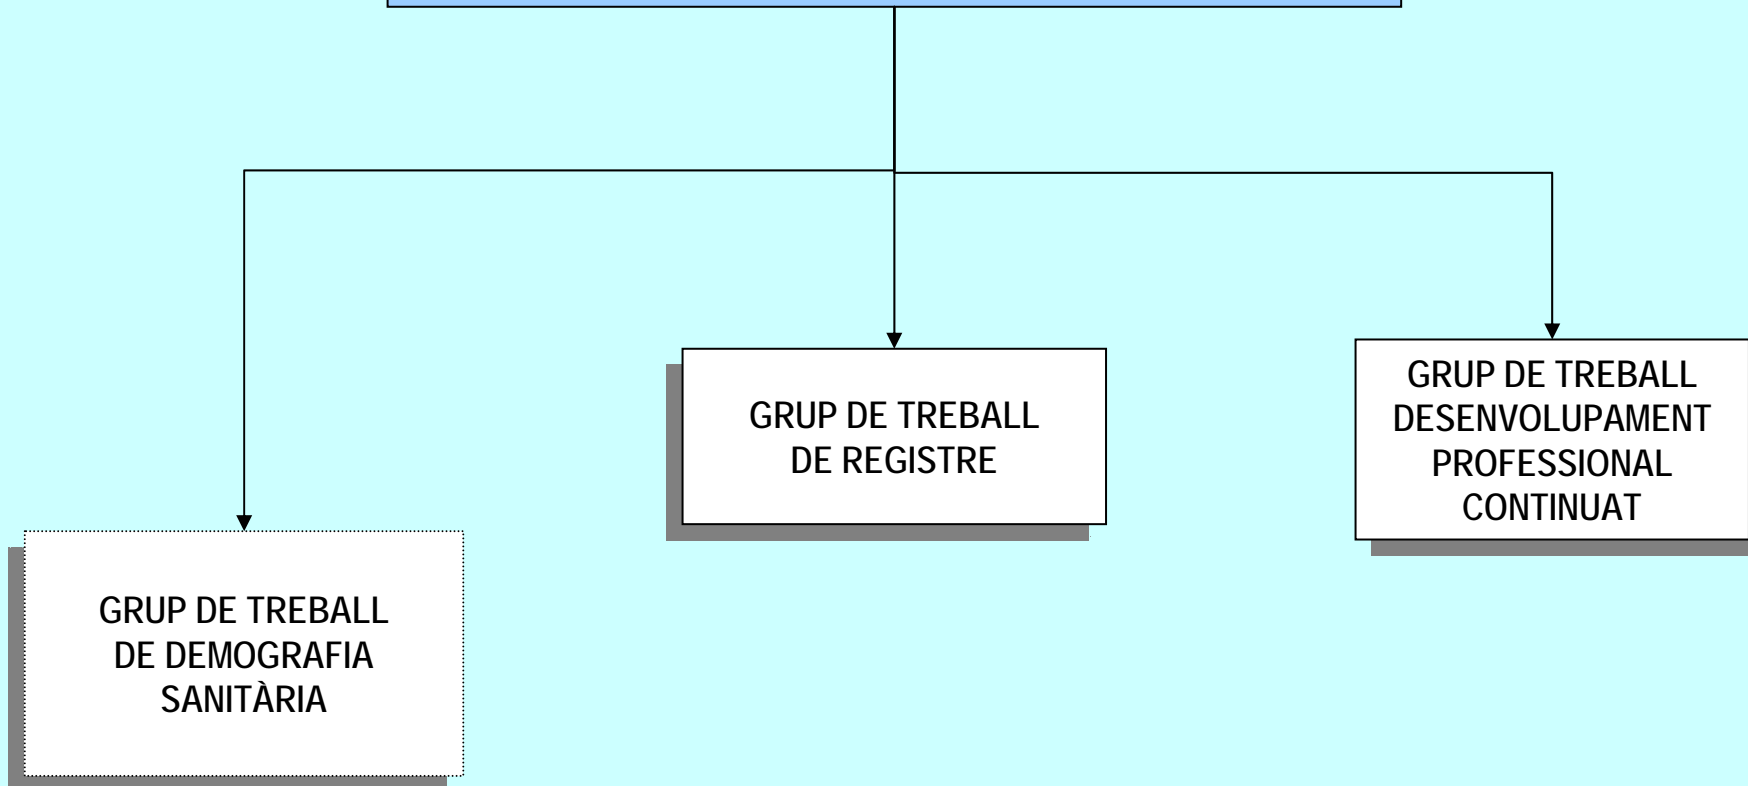 GRUP DE TREBALL
DE REGISTRE
GRUP DE TREBALL
DESENVOLUPAMENT
PROFESSIONAL
CONTINUAT
GRUP DE TREBALL
DE DEMOGRAFIA
SANITÀRIA